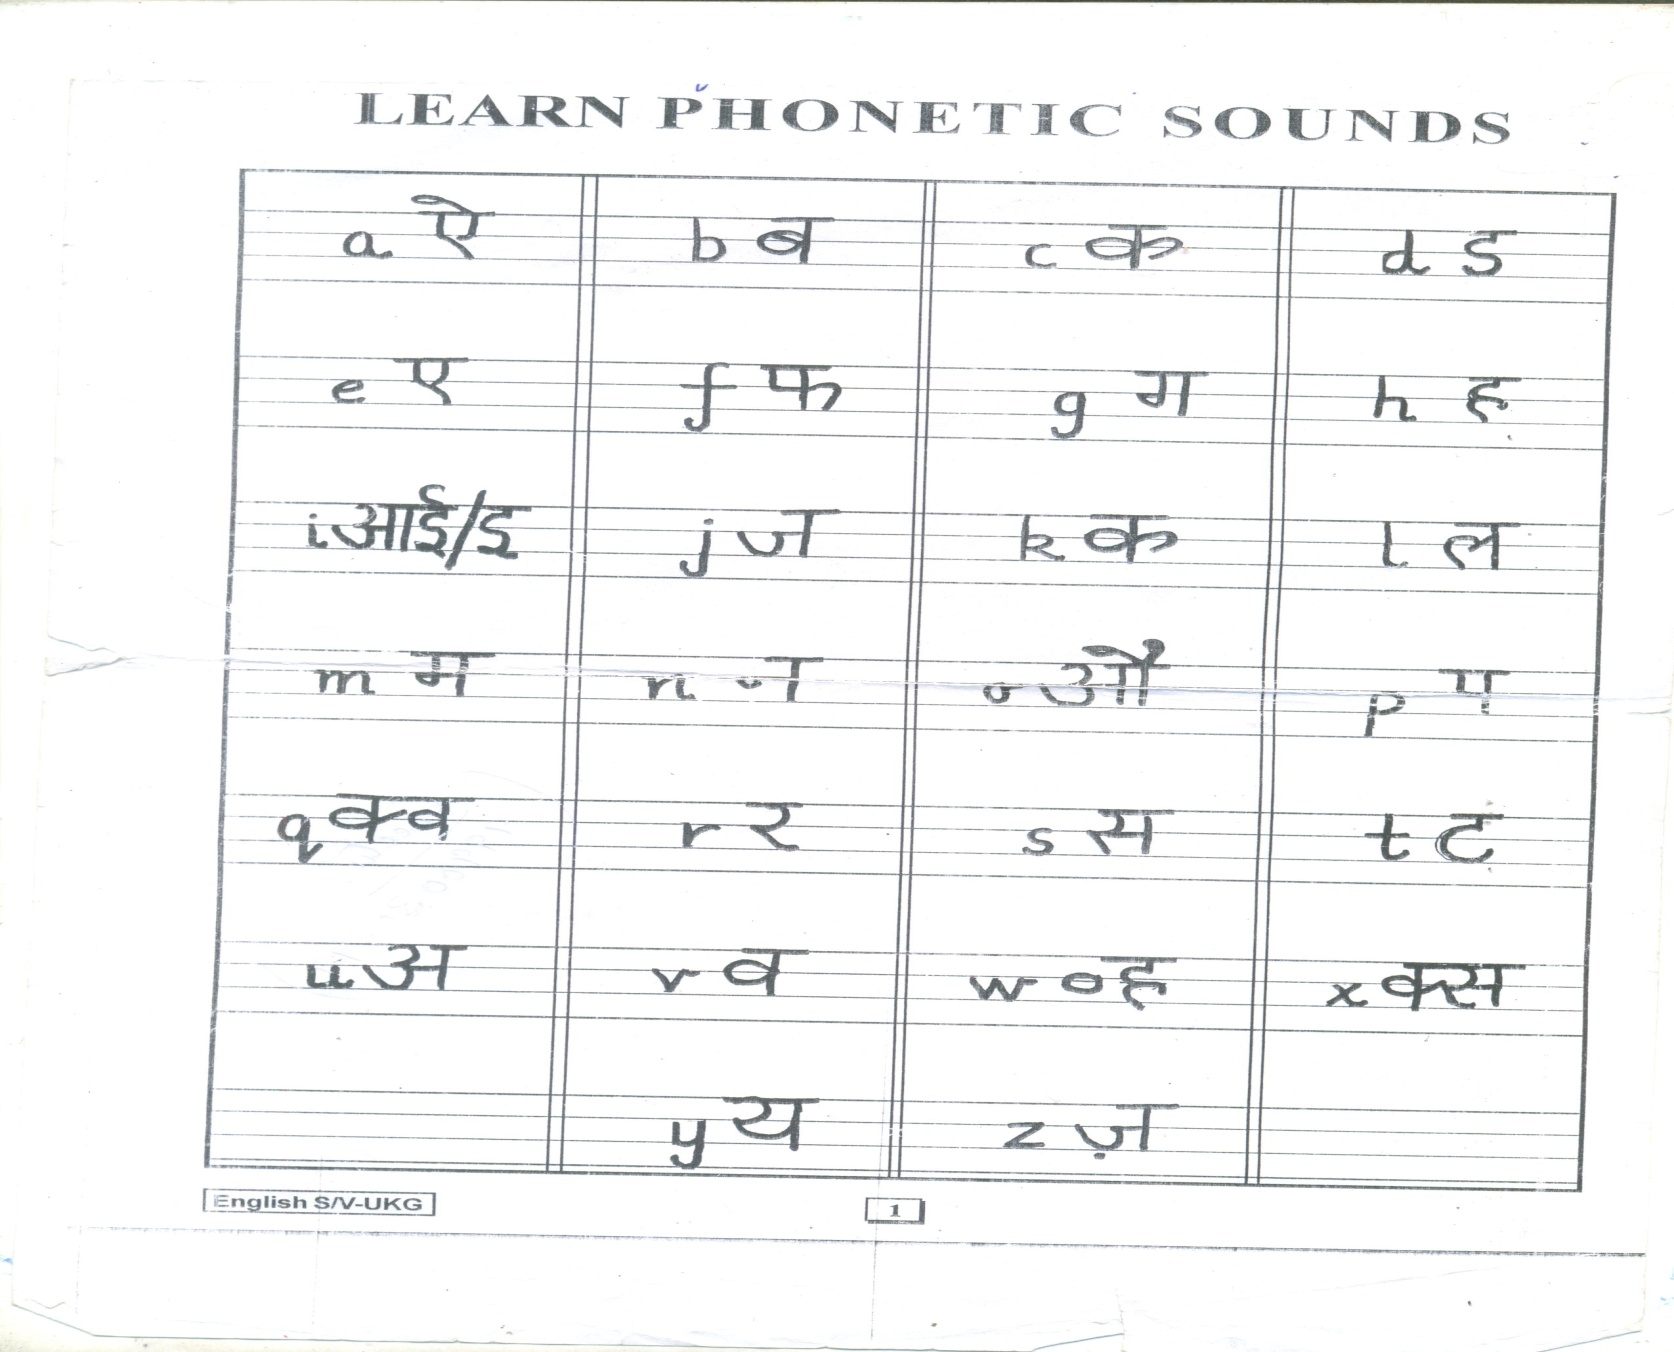 LEARN PHONETIC SOUNDS
a ऐ b ब c क d ड
e ए f फ g ग h ह
i आई/इ j ज k क l ल
m म n न o औ p प
q क्व r र s स t ट
u अ v व w व्ह x क्स
y य z ज़
English S/V-UKG 1